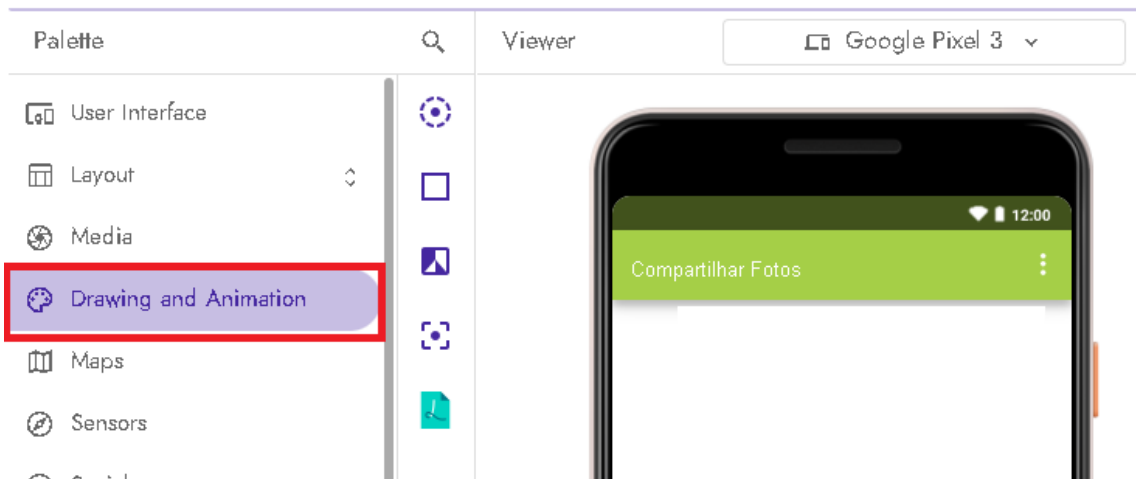 Palette
Viewer
Google Pixel 3
User Interface
Layout
Media
Drawing and Animation
Maps
Sensors
12:00
Compartilhar Fotos